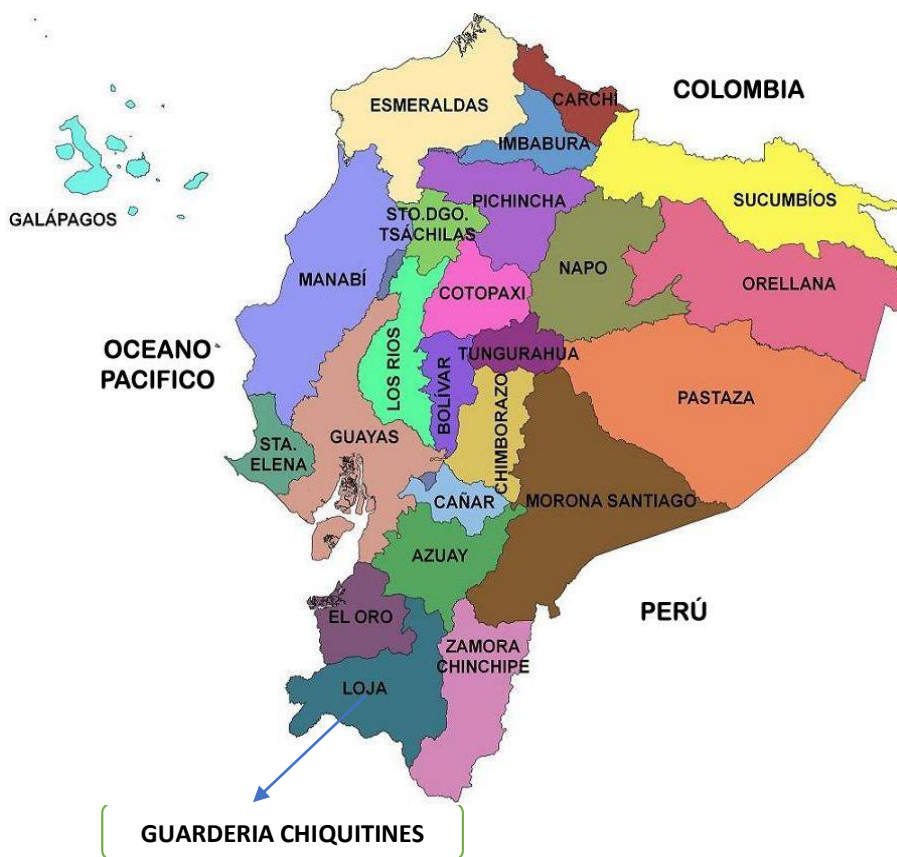 COLOMBIA
CARCHÍ
ESMERALDAS
IMBABURA
SUCUMBÍOS
PICHINCHA
GALÁPAGOS
STO.DGO.
TSÁCHILAS
NAPO
MANABÍ
COTOPAXI
ORELLANA
OCEANO
PACIFICO
TUNGURAHUA
LOS RIOS
BOLÍVAR
CHIMBORAZO
PASTAZA
GUAYAS
STA.
ELENA
CAÑAR
MORONA SANTIAGO
AZUAY
PERÚ
EL ORO
ZAMORA
CHINCHIPE
LOJA
GUARDERIA CHIQUITINES